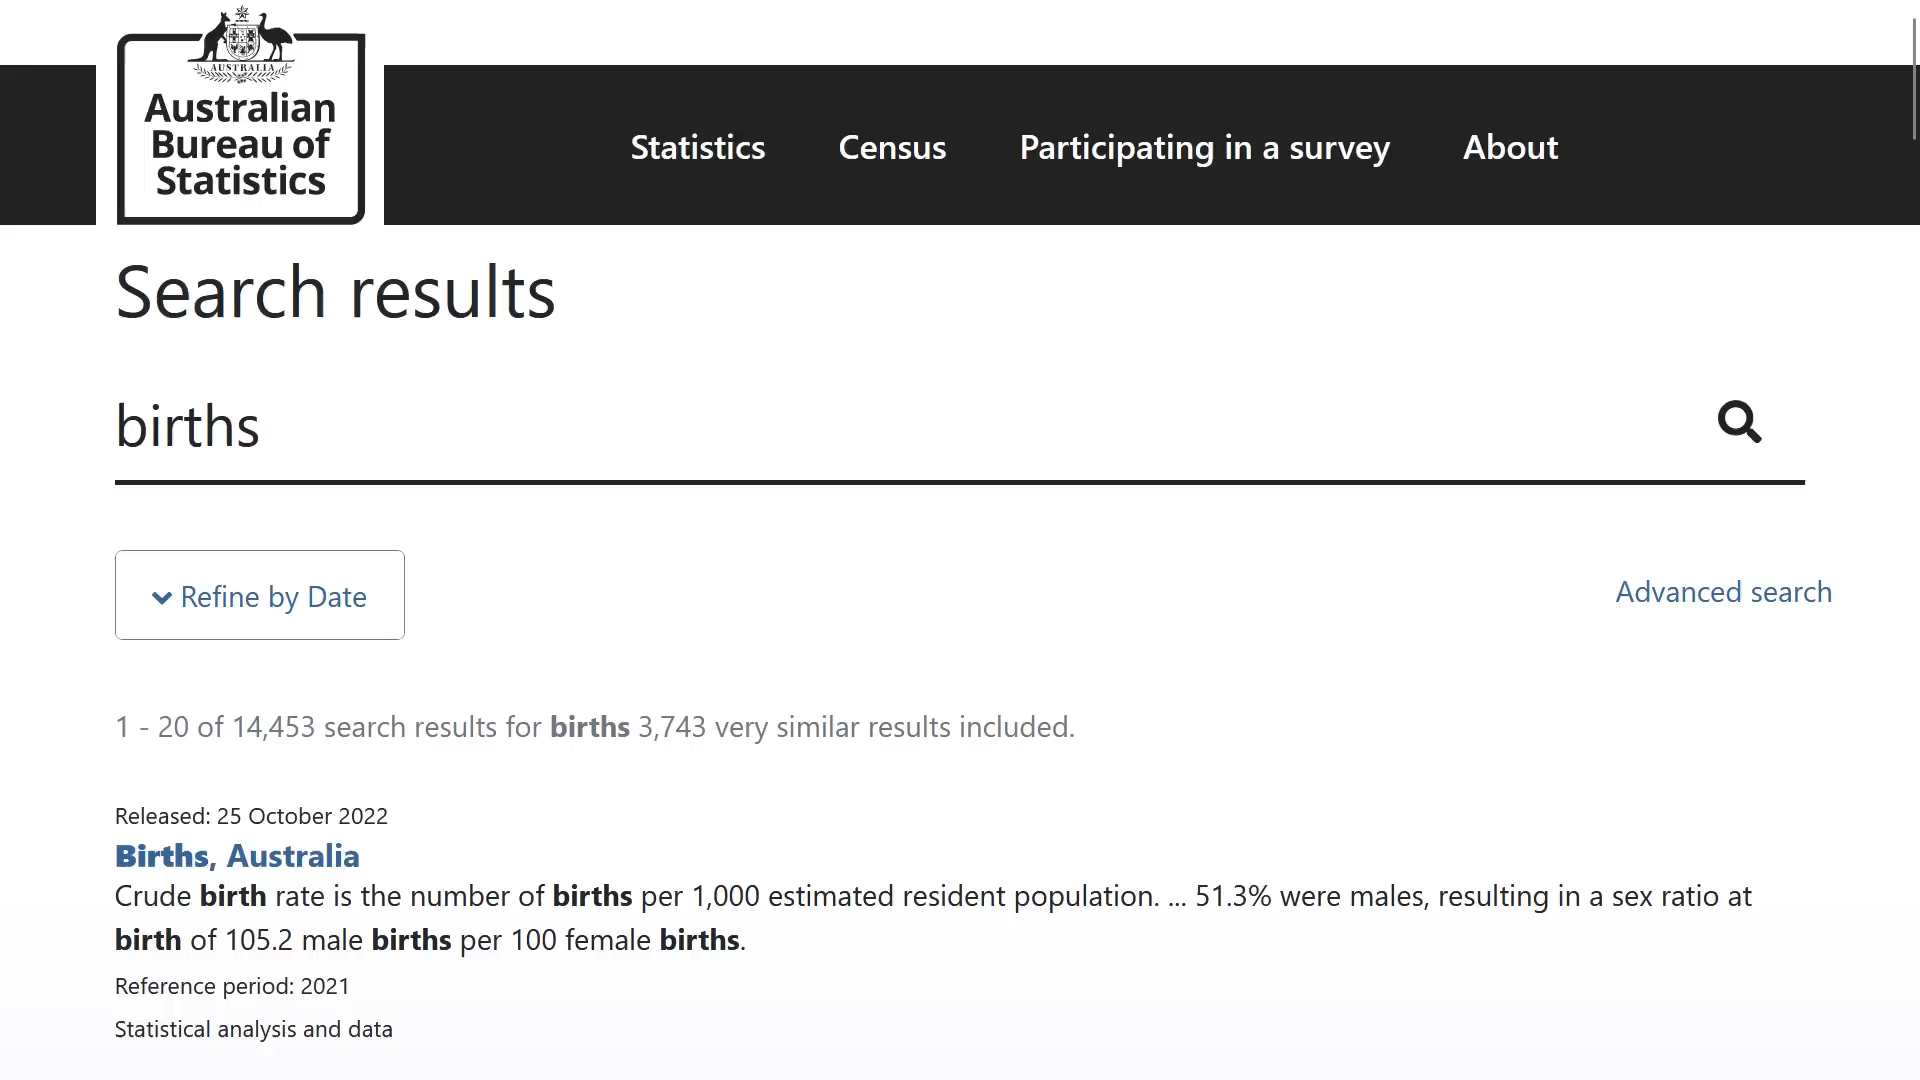 AUSTRALIA
Australian
Bureau of
Statistics
Statistics Census Participating in a survey About
Search results
births
Refine by Date
Advanced search
1 - 20 of 14,453 search results for births 3,743 very similar results included.
Released: 25 October 2022
Births, Australia
Crude birth rate is the number of births per 1,000 estimated resident population. ... 51.3% were males, resulting in a sex ratio at
birth of 105.2 male births per 100 female births.
Reference period: 2021
Statistical analysis and data